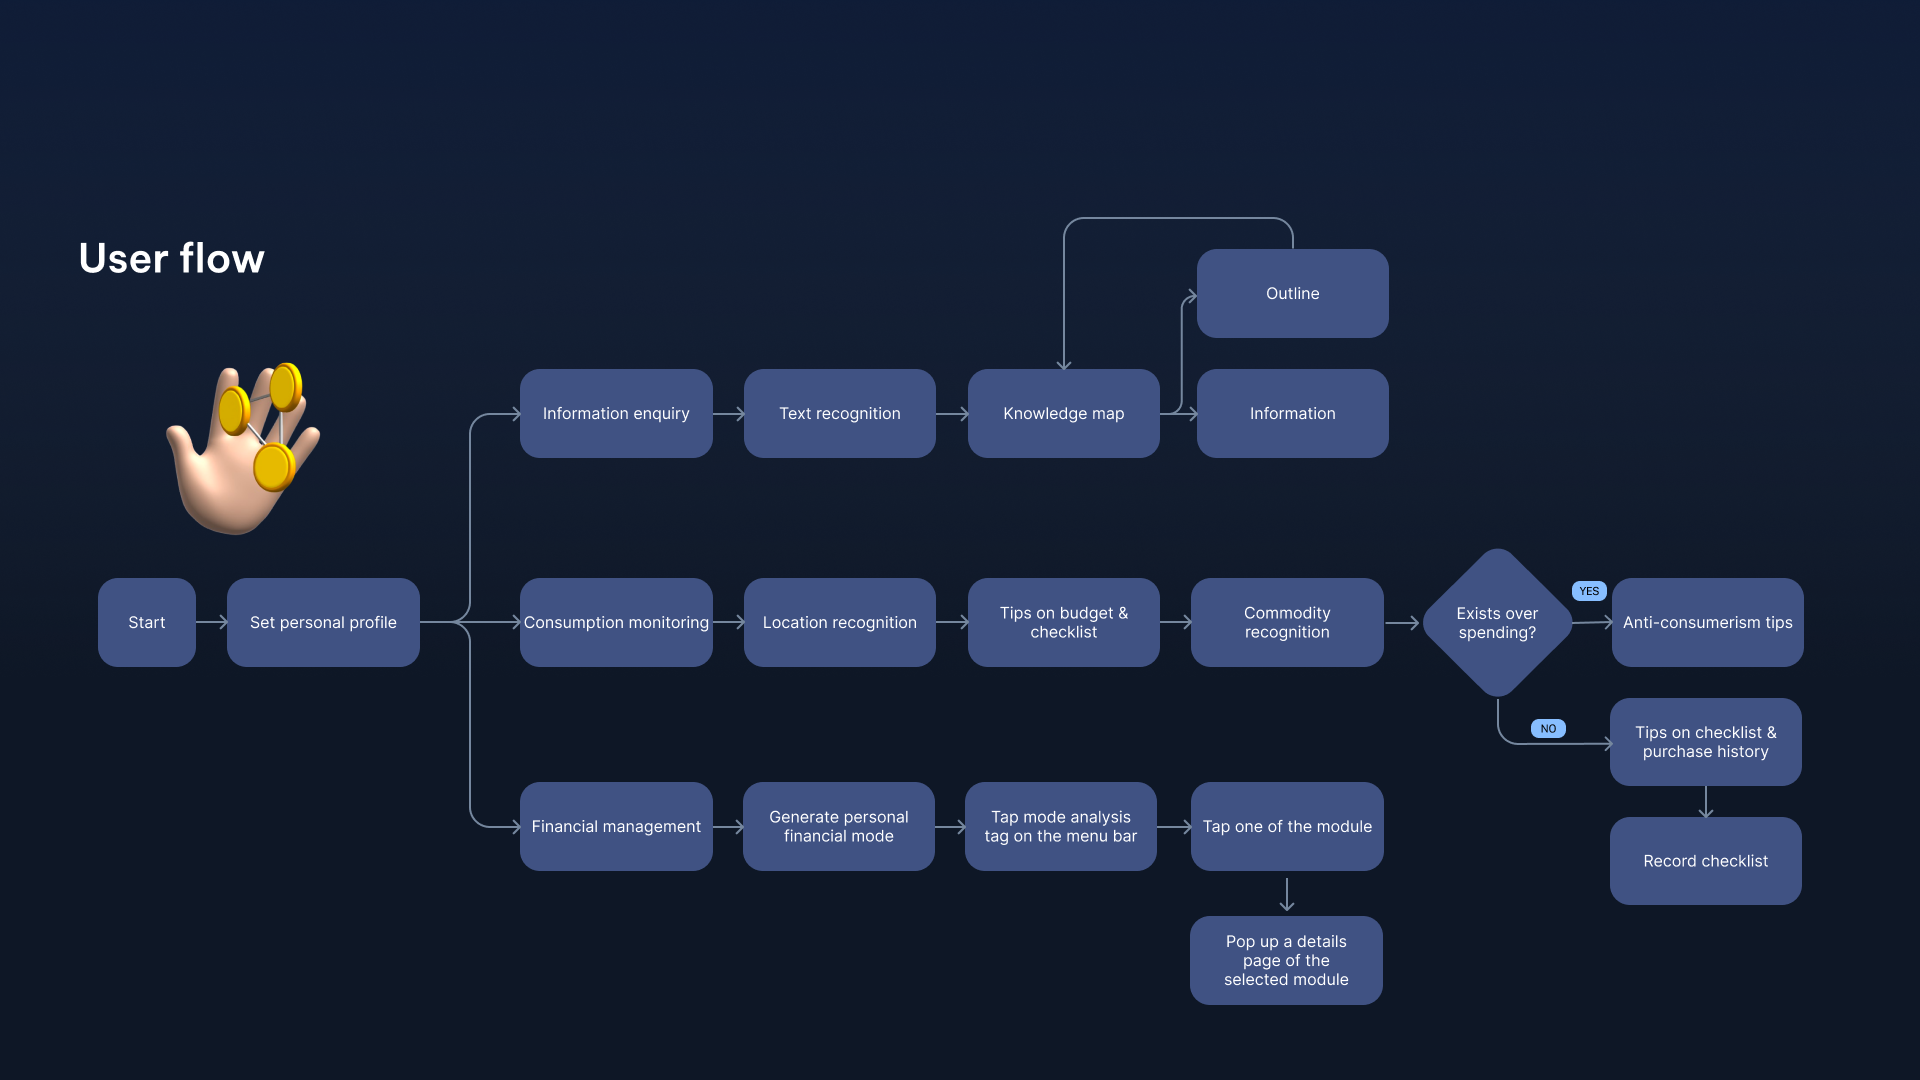 User flow
Outline
Information enquiry
Text recognition
Knowledge map
Information
Start
Set personal profile
Consumption monitoring
Location recognition
Tips on budget &
checklist
Commodity
recognition
Exists over
spending?
YES
Anti-consumerism tips
NO
Tips on checklist &
purchase history
Record checklist
Financial management
Generate personal
financial mode
Tap mode analysis
tag on the menu bar
Tap one of the module
Pop up a details
page of the
selected module